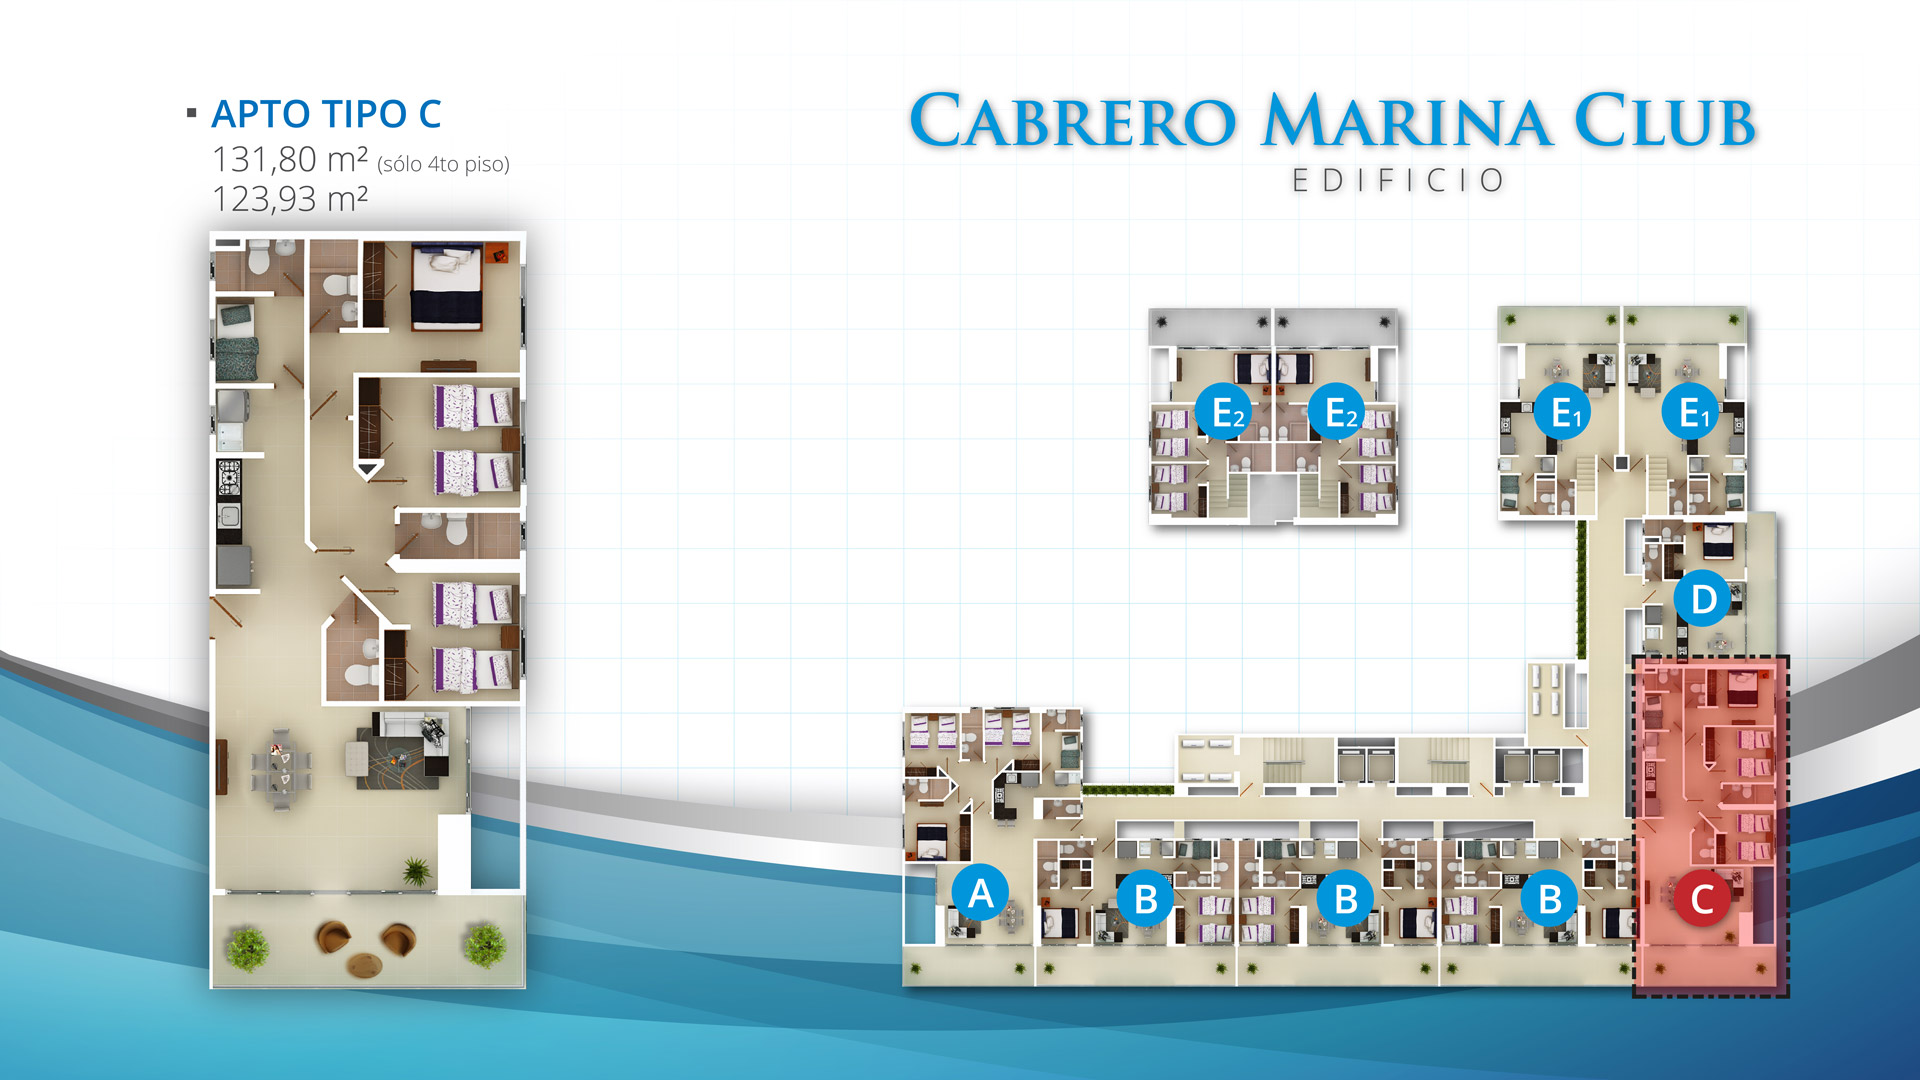 ▪ APTO TIPO C
131,80 m² (sólo 4to piso)
123,93 m²
CABRERO MARINA CLUB
EDIFICIO
E2 E2 E1 E1
D
A B B B C